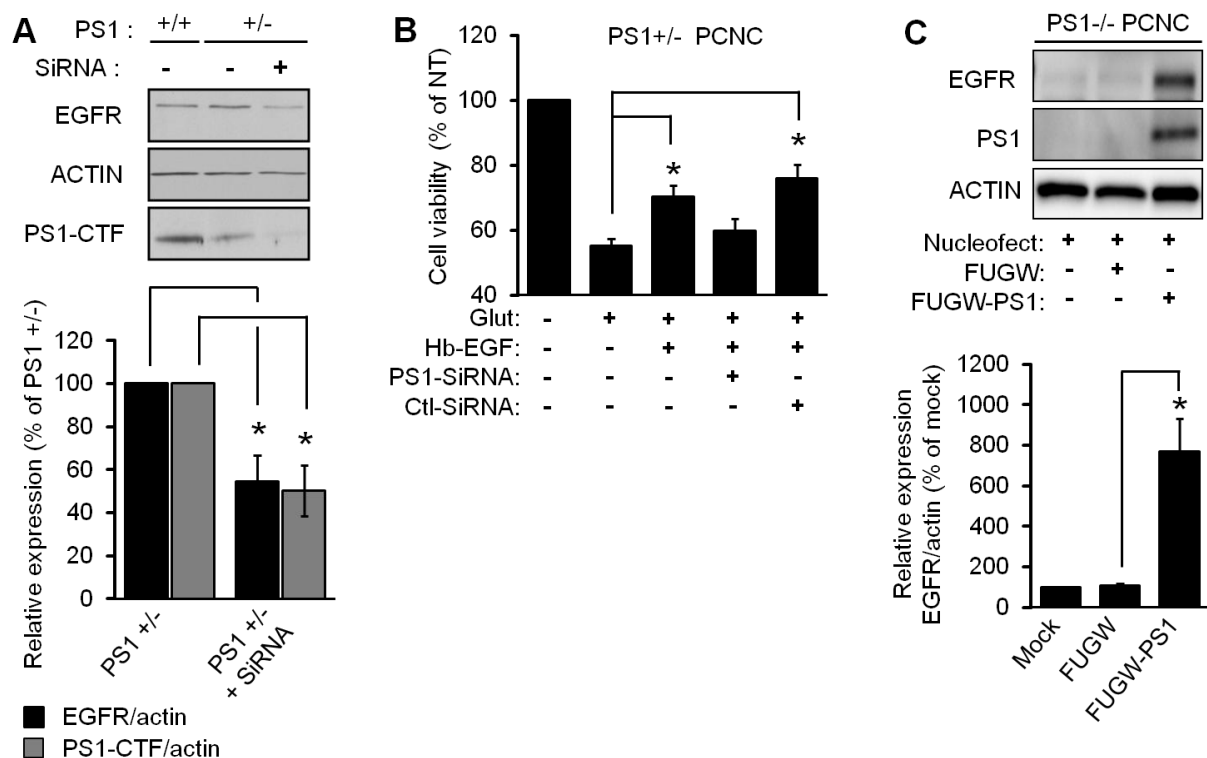 A
PS1 : +/+ +/-
SiRNA : - - +
EGFR
ACTIN
PS1-CTF
Relative expression (% of PS1 +/-)
120
100
80
60
40
20
0
* *
PS1 +/-
PS1 +/-
+ SiRNA
EGFR/actin
PS1-CTF/actin
B
PS1+/- PCNC
Cell viability (% of NT)
120
100
80
60
40
* *
Glut: - + + + +
Hb-EGF: - - + + +
PS1-SiRNA: - - - + -
Ctl-SiRNA: - - - - +
C
PS1-/- PCNC
EGFR
PS1
ACTIN
Nucleofect: + + +
FUGW: - + -
FUGW-PS1: - - +
Relative expression
EGFR/actin (% of mock)
1200
1000
800
600
400
200
0
*
Mock
FUGW
FUGW-PS1